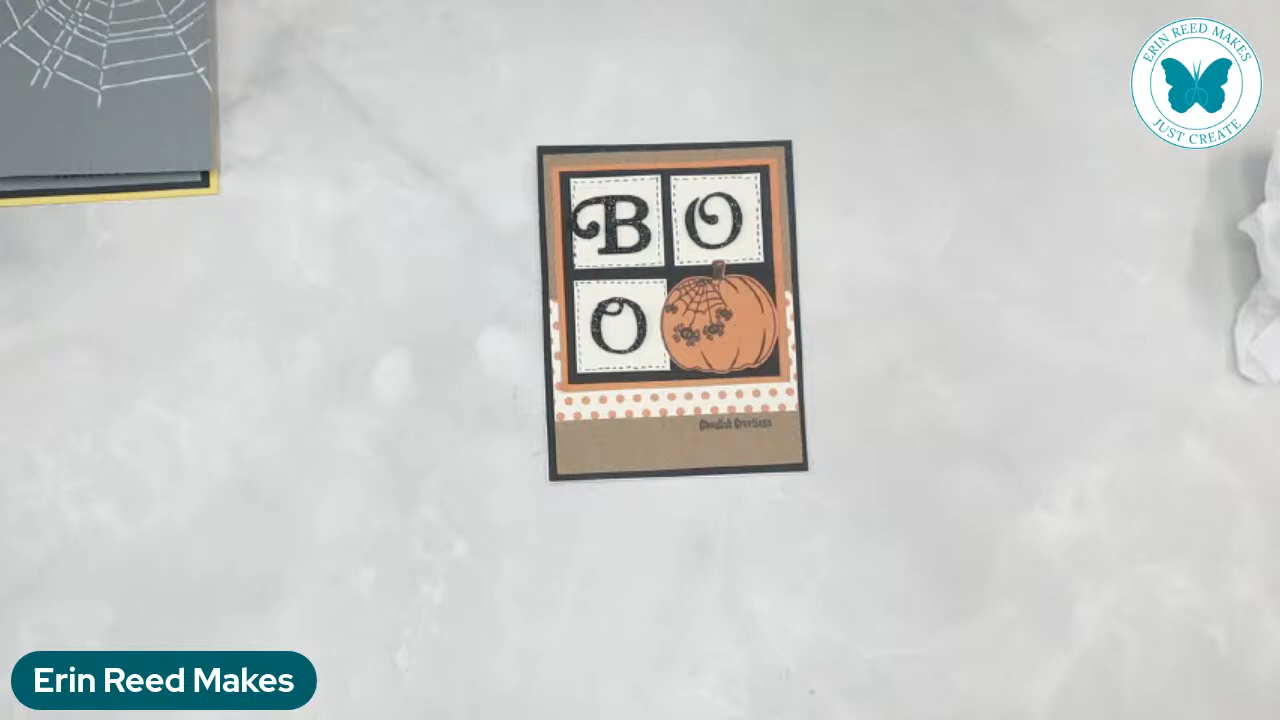 ERIN REED MAKES
JUST CREATE
B O
O
Ghoulish Greetings
Erin Reed Makes